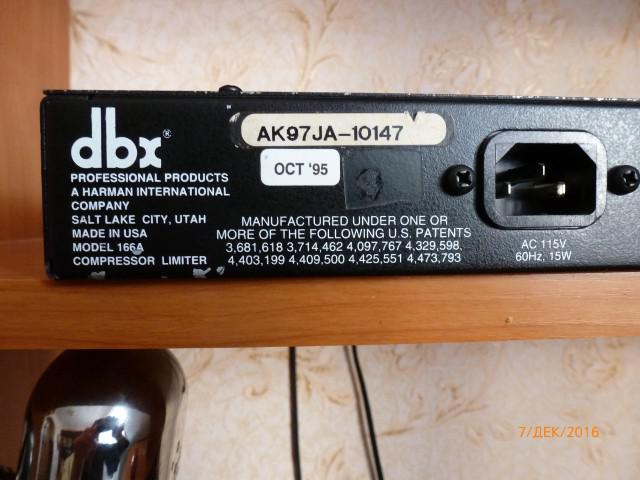 dbx®
PROFESSIONAL PRODUCTS
A HARMAN INTERNATIONAL
COMPANY
SALT LAKE CITY, UTAH
MADE IN USA
MODEL 166A
COMPRESSOR LIMITER
AK97JA-10147
OCT '95
MANUFACTURED UNDER ONE OR
MORE OF THE FOLLOWING U.S. PATENTS
3,681,618 3,714,462 4,097,767 4,329,598,
4,403,199 4,409,500 4,425,551 4,473,793
AC 115V
60Hz, 15W
7/ДЕК/2016